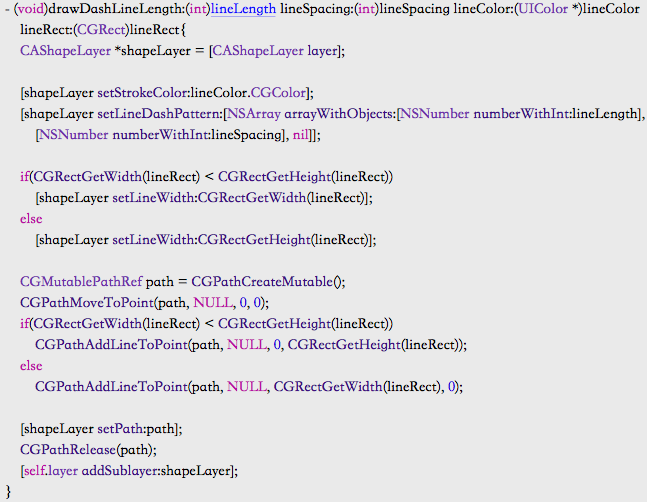 - (void)drawDashLineLength:(int)lineLength lineSpacing:(int)lineSpacing lineColor:(UIColor *)lineColor
lineRect:(CGRect)lineRect{
CAShapeLayer *shapeLayer = [CAShapeLayer layer];
[shapeLayer setStrokeColor:lineColor.CGColor];
[shapeLayer setLineDashPattern:[NSArray arrayWithObjects:[NSNumber numberWithInt:lineLength],
[NSNumber numberWithInt:lineSpacing], nil]];
if(CGRectGetWidth(lineRect) < CGRectGetHeight(lineRect))
[shapeLayer setLineWidth:CGRectGetWidth(lineRect)];
else
[shapeLayer setLineWidth:CGRectGetHeight(lineRect)];
CGMutablePathRef path = CGPathCreateMutable();
CGPathMoveToPoint(path, NULL, 0, 0);
if(CGRectGetWidth(lineRect) < CGRectGetHeight(lineRect))
CGPathAddLineToPoint(path, NULL, 0, CGRectGetHeight(lineRect));
else
CGPathAddLineToPoint(path, NULL, CGRectGetWidth(lineRect), 0);
[shapeLayer setPath:path];
CGPathRelease(path);
[self.layer addSublayer:shapeLayer];
}